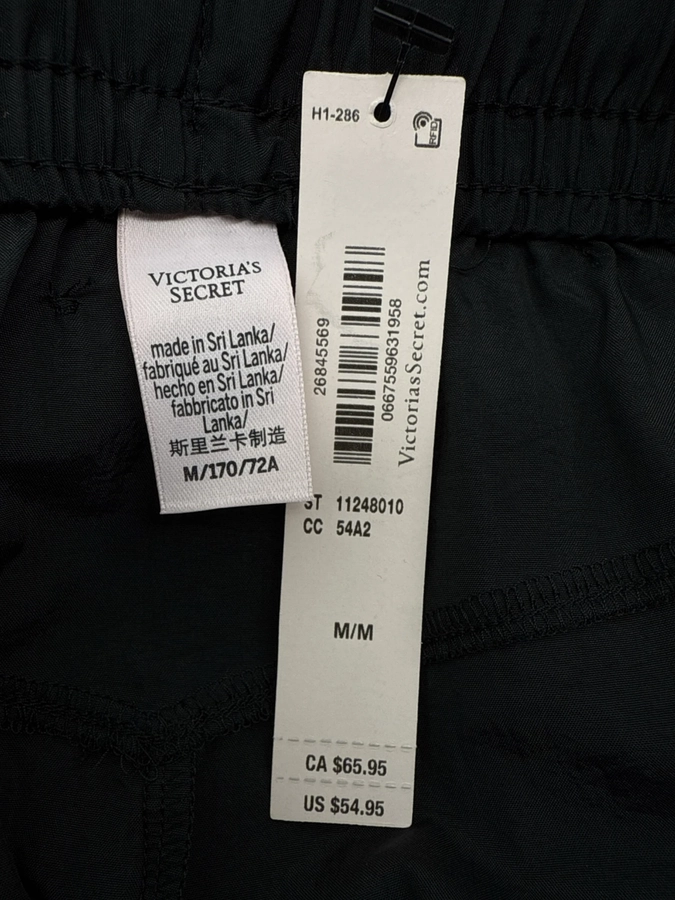 VICTORIA'S
SECRET
made in Sri Lanka/
fabriqué au Sri Lanka/
hecho en Sri Lanka/
fabbricato in Sri
Lanka/
斯里兰卡制造
M/170/72A
H1-286
RFID
26845569
0667559631958
VictoriasSecret.com
ST 11248010
CC 54A2
M/M
CA $65.95
US $54.95